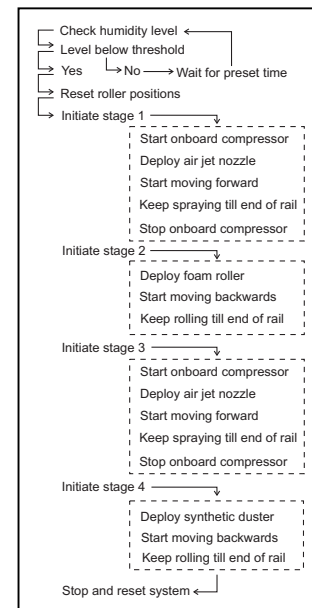 Check humidity level
Level below threshold
Yes No Wait for preset time
Reset roller positions
Initiate stage 1
Start onboard compressor
Deploy air jet nozzle
Start moving forward
Keep spraying till end of rail
Stop onboard compressor
Initiate stage 2
Deploy foam roller
Start moving backwards
Keep rolling till end of rail
Initiate stage 3
Start onboard compressor
Deploy air jet nozzle
Start moving forward
Keep spraying till end of rail
Stop onboard compressor
Initiate stage 4
Deploy synthetic duster
Start moving backwards
Keep rolling till end of rail
Stop and reset system